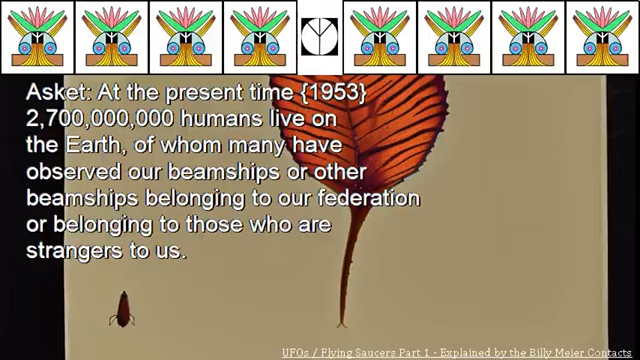 Asket: At the present time {1953}
2,700,000,000 humans live on
the Earth, of whom many have
observed our beamships or other
beamships belonging to our federation
or belonging to those who are
strangers to us.
UFOs / Flying Saucers Part 1 - Explained by the Billy Meier Contacts